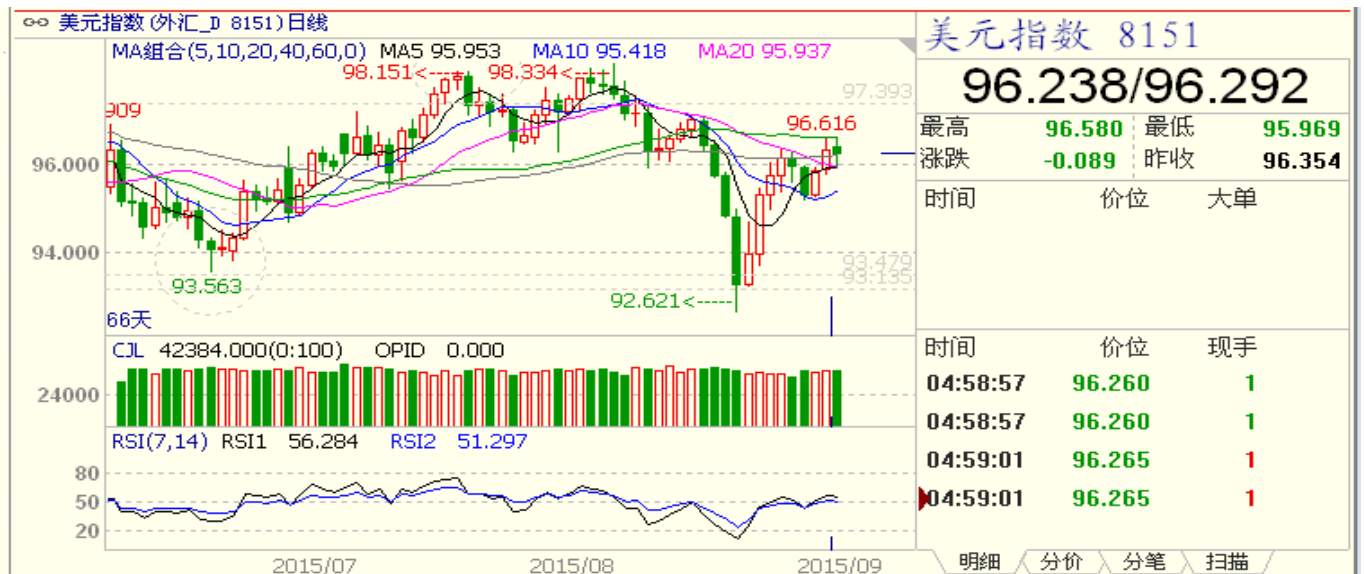 美元指数(外汇_D 8151)日线
MA组合(5,10,20,40,60,0) MA5 95.953 MA10 95.418 MA20 95.937
98.151<---- 98.334<----
97.393
909
96.616
96.000
94.000
93.479
93.135
93.563
92.621<-----
66天
CJL 42384.000(0:100) OPID 0.000
24000
RSI(7,14) RSI1 56.284 RSI2 51.297
80
50
20
2015/07 2015/08 2015/09
美元指数 8151
96.238/96.292
最高 96.580 最低 95.969
涨跌 -0.089 昨收 96.354
时间 价位 大单
时间 价位 现手
04:58:57 96.260 1
04:58:57 96.260 1
04:59:01 96.265 1
04:59:01 96.265 1
明细 分价 分笔 扫描